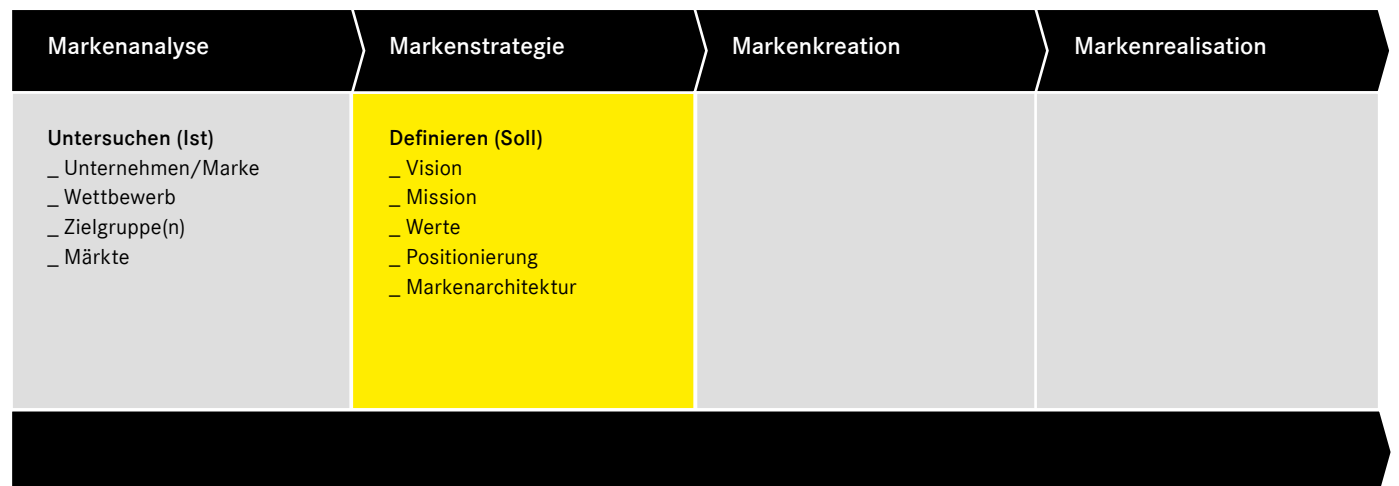 Markenanalyse
Markenstrategie
Markenkreation
Markenrealisation
Untersuchen (Ist)
_ Unternehmen/Marke
_ Wettbewerb
_ Zielgruppe(n)
_ Märkte
Definieren (Soll)
_ Vision
_ Mission
_ Werte
_ Positionierung
_ Markenarchitektur